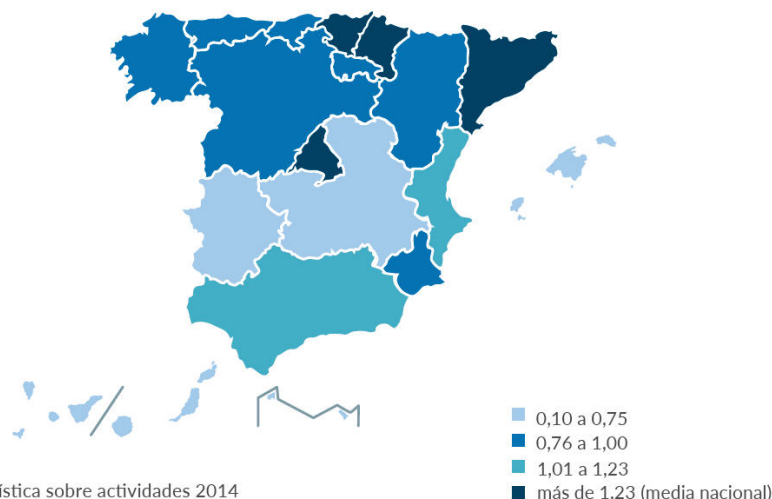 0,10 a 0,75
0,76 a 1,00
1,01 a 1,23
más de 1,23 (media nacional)
sobre actividades 2014